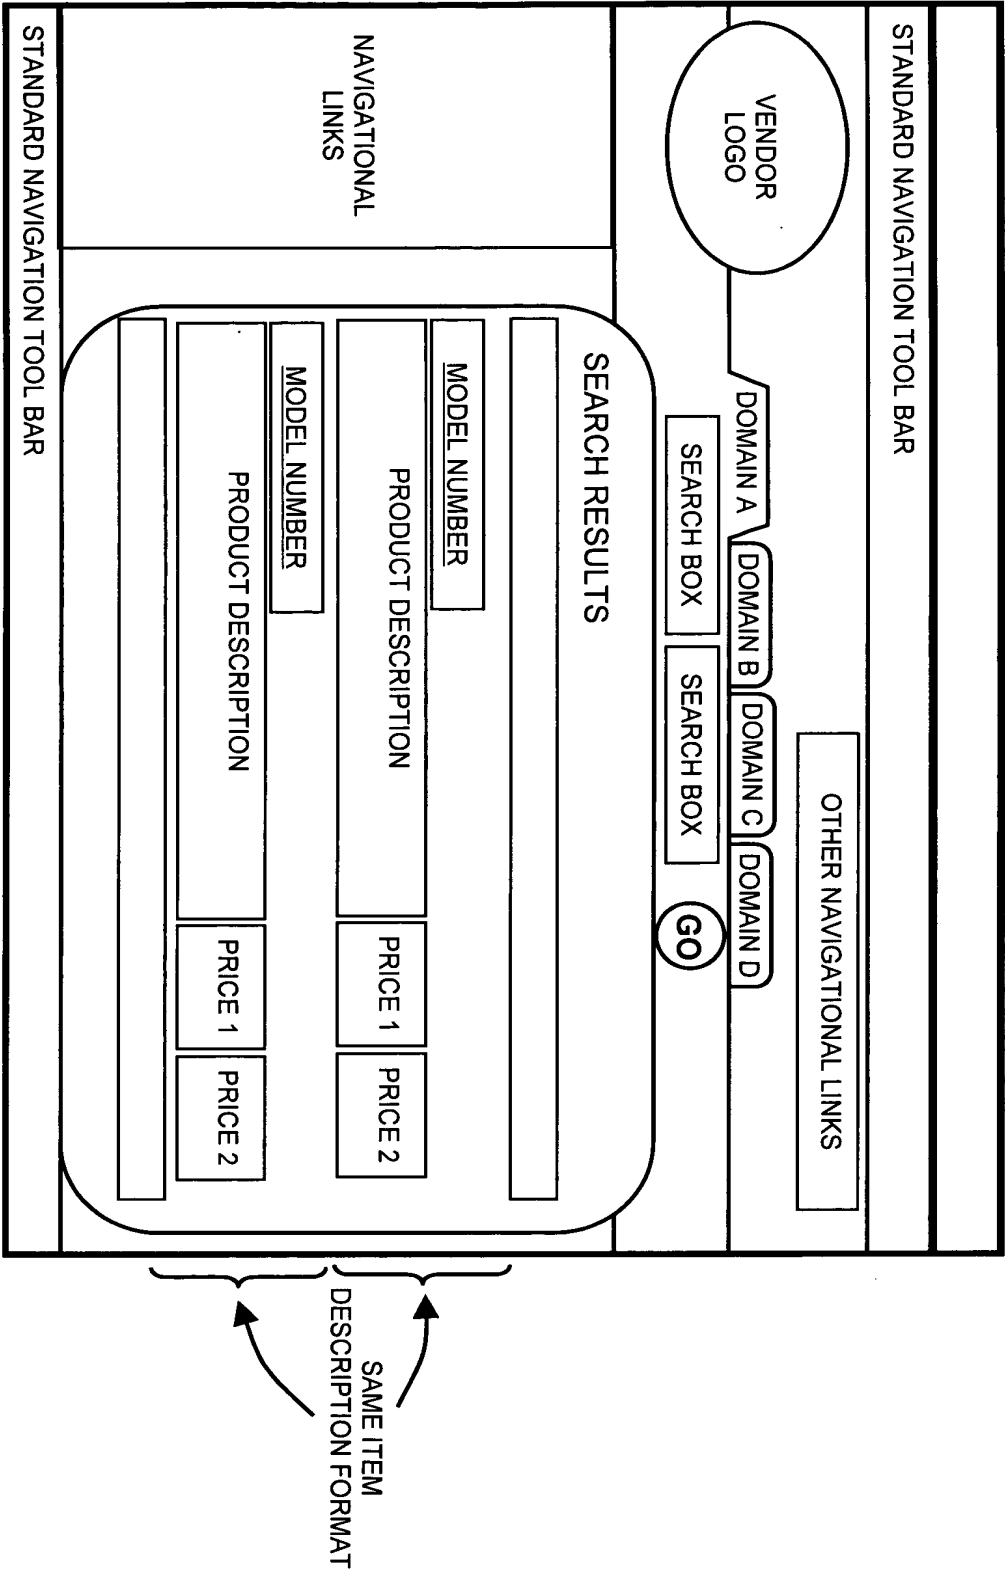 STANDARD NAVIGATION TOOL BAR
OTHER NAVIGATIONAL LINKS
VENDOR
LOGO
DOMAIN A
DOMAIN B
DOMAIN C
DOMAIN D
SEARCH BOX
SEARCH BOX
GO
NAVIGATIONAL
LINKS
SEARCH RESULTS
MODEL NUMBER
PRODUCT DESCRIPTION
PRICE 1
PRICE 2
MODEL NUMBER
PRODUCT DESCRIPTION
PRICE 1
PRICE 2
SAME ITEM
DESCRIPTION FORMAT
STANDARD NAVIGATION TOOL BAR